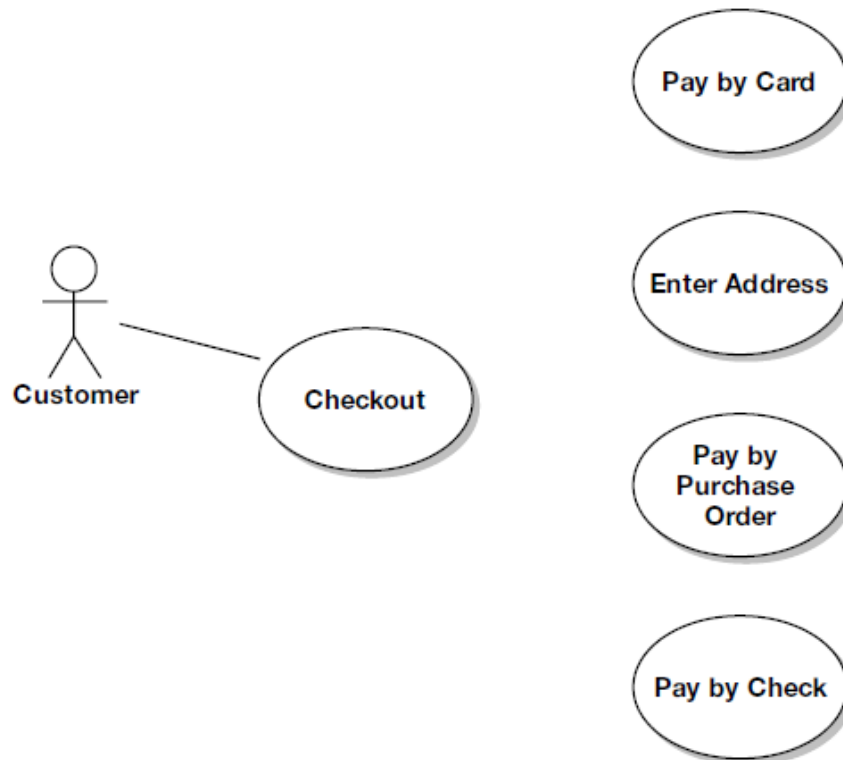 Pay by Card
Enter Address
Customer
Checkout
Pay by
Purchase
Order
Pay by Check